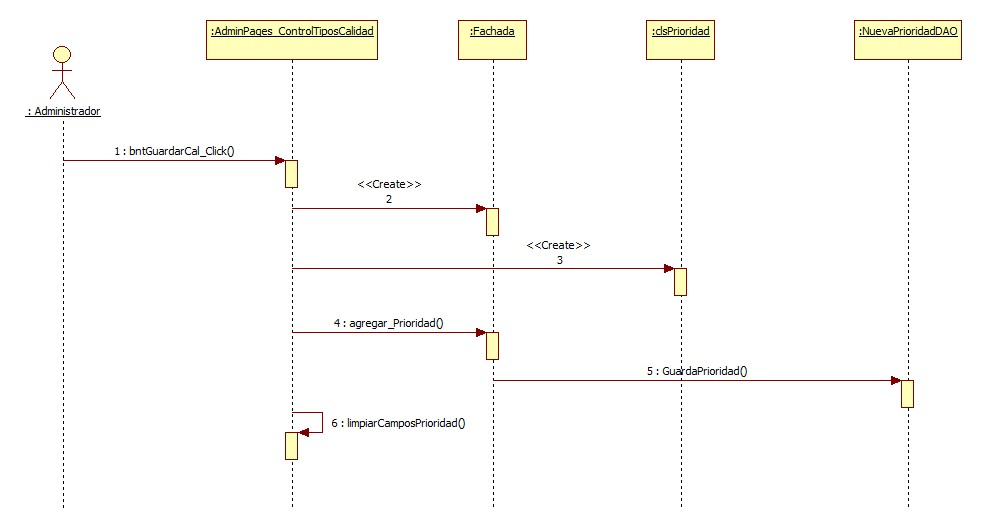 :AdminPages_ControlTiposCalidad
:Fachada
:clsPrioridad
:NuevaPrioridadDAO
: Administrador
1 : bntGuardarCal_Click()
<<Create>>
2
<<Create>>
3
4 : agregar_Prioridad()
5 : GuardaPrioridad()
6 : limpiarCamposPrioridad()